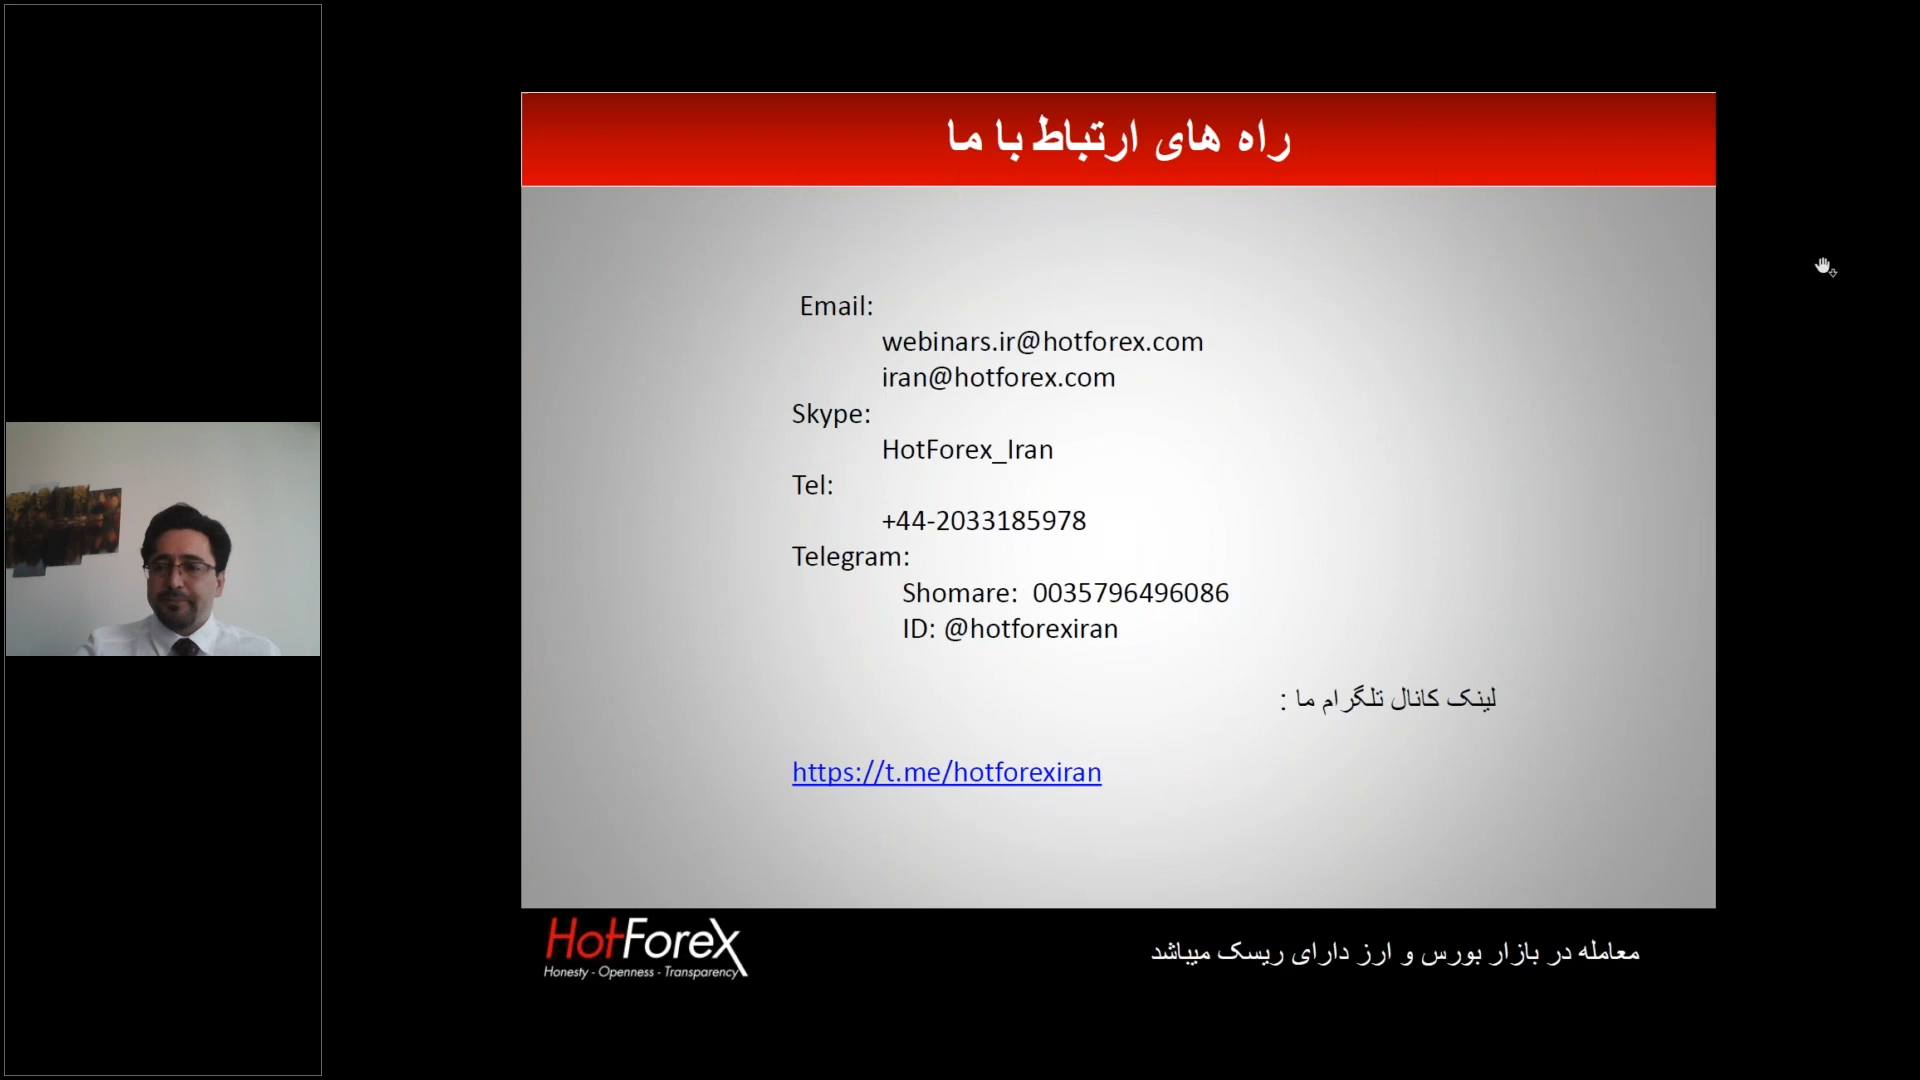 راه های ارتباط با ما
Email:
webinars.ir@hotforex.com
iran@hotforex.com
Skype:
HotForex_Iran
Tel:
+44-2033185978
Telegram:
Shomare: 0035796496086
ID: @hotforexiran
لینک کانال تلگرام ما :
https://t.me/hotforexiran
HotForex
Honesty - Openness - Transparency
معامله در بازار بورس و ارز دارای ریسک میباشد